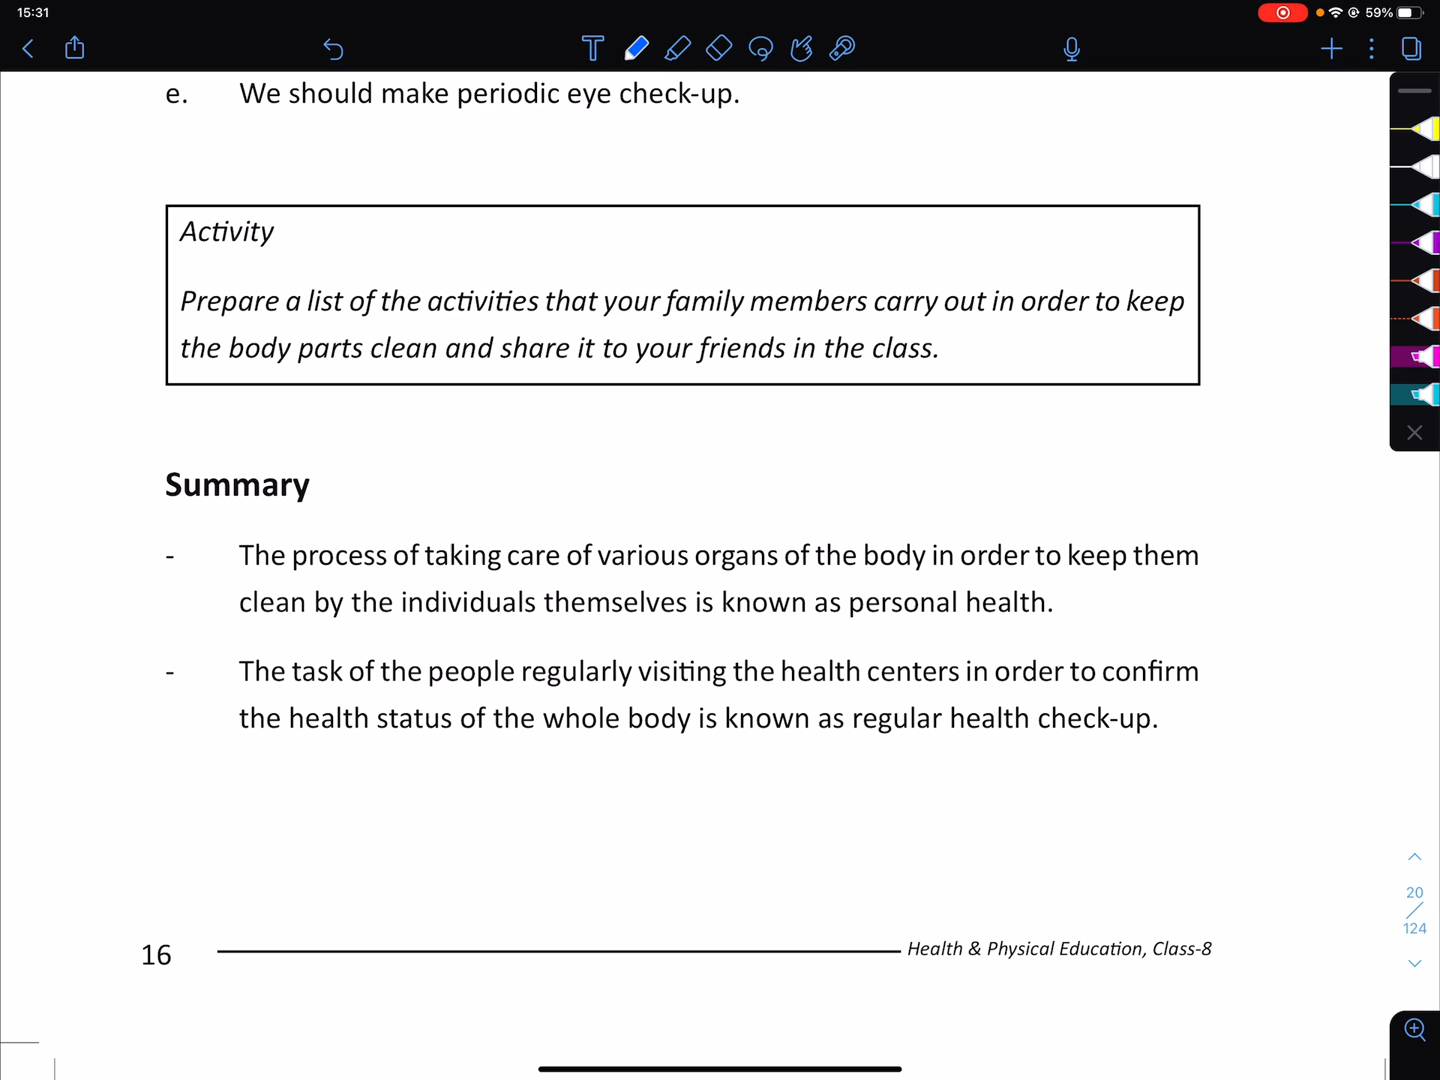 15:31
59%
e. We should make periodic eye check-up.
Activity
Prepare a list of the activities that your family members carry out in order to keep
the body parts clean and share it to your friends in the class.
Summary
- The process of taking care of various organs of the body in order to keep them
clean by the individuals themselves is known as personal health.
- The task of the people regularly visiting the health centers in order to confirm
the health status of the whole body is known as regular health check-up.
20
124
16 Health & Physical Education, Class-8